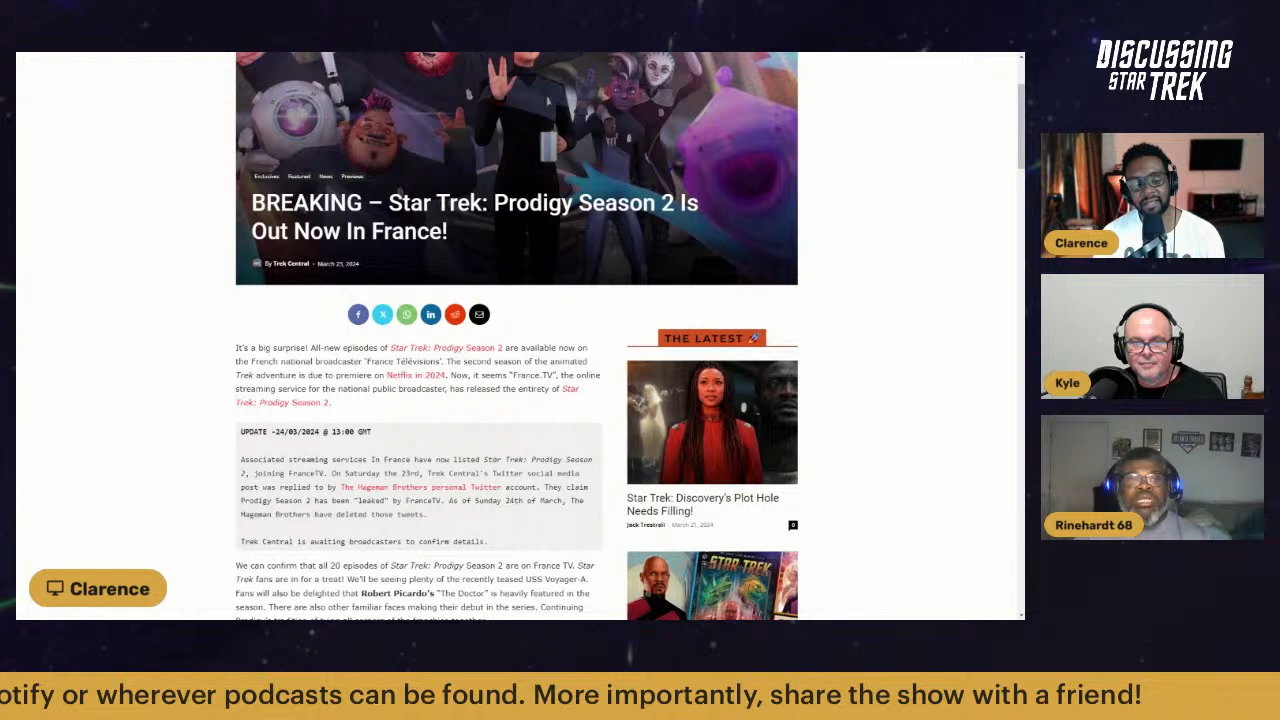 DISCUSSING
STAR TREK
Exclusives Featured News Previews
BREAKING – Star Trek: Prodigy Season 2 Is
Out Now In France!
By Trek Central - March 23, 2024
It's a big surprise! All-new episodes of Star Trek: Prodigy Season 2 are available now on
the French national broadcaster 'France Télévisions'. The second season of the animated
Trek adventure is due to premiere on Netflix in 2024. Now, it seems "France.TV", the online
streaming service for the national public broadcaster, has released the entirety of Star
Trek: Prodigy Season 2.
UPDATE -24/03/2024 @ 13:00 GMT
Associated streaming services In France have now listed Star Trek: Prodigy Season
2, joining FranceTV. On Saturday the 23rd, Trek Central's Twitter social media
post was replied to by The Hageman Brothers personal Twitter account. They claim
Prodigy Season 2 has been "leaked" by FranceTV. As of Sunday 24th of March, The
Hageman Brothers have deleted those tweets.
Trek Central is awaiting broadcasters to confirm details.
We can confirm that all 20 episodes of Star Trek: Prodigy Season 2 are on France TV. Star
Trek fans are in for a treat! We'll be seeing plenty of the recently teased USS Voyager-A.
Fans will also be delighted that Robert Picardo's "The Doctor" is heavily featured in the
season. There are also other familiar faces making their debut in the series. Continuing
THE LATEST 🚀
Star Trek: Discovery's Plot Hole
Needs Filling!
Jack Trestrail - March 21, 2024 0
STAR TREK
Clarence
Kyle
Rinehardt 68
Clarence
otify or wherever podcasts can be found. More importantly, share the show with a friend!